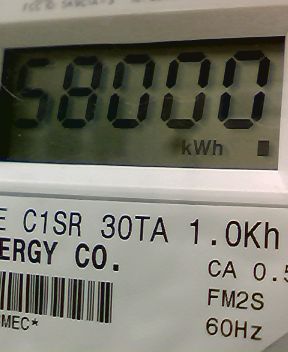 58000
kWh
E C1SR 30TA 1.0Kh
ERGY CO.
CA 0.5
FM2S
60Hz
MEC*